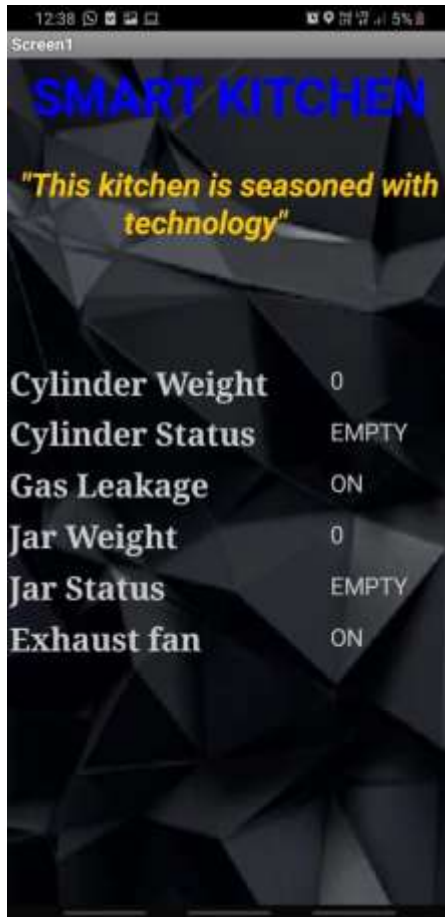 12:38 5%
Screen1
SMART KITCHEN
"This kitchen is seasoned with
technology"
Cylinder Weight 0
Cylinder Status EMPTY
Gas Leakage ON
Jar Weight 0
Jar Status EMPTY
Exhaust fan ON